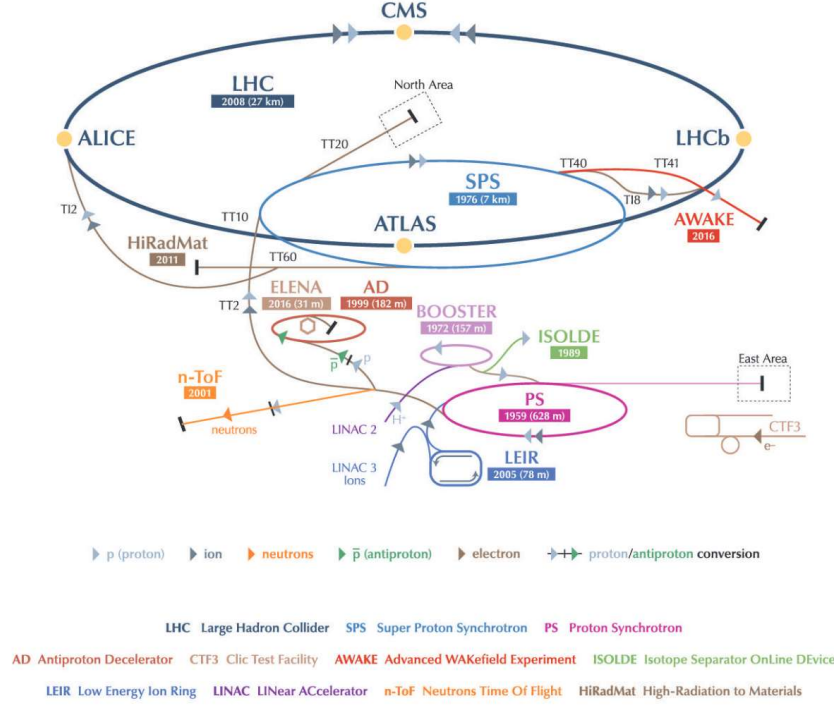 CMS
LHC
2008 (27 km)
North Area
ALICE
TT20
LHCb
TT40
TT41
SPS
1976 (7 km)
TI8
TI2
TT10
ATLAS
AWAKE
2016
HiRadMat
2011
TT60
ELENA
2016 (31 m)
AD
1999 (182 m)
TT2
BOOSTER
1972 (157 m)
ISOLDE
1989
p
p̅
East Area
n-ToF
2001
PS
1959 (628 m)
neutrons
LINAC 2
H⁻
CTF3
e–
LEIR
2005 (78 m)
LINAC 3
Ions
p (proton) ion neutrons p̅ (antiproton) electron proton/antiproton conversion
LHC Large Hadron Collider SPS Super Proton Synchrotron PS Proton Synchrotron
AD Antiproton Decelerator CTF3 Clic Test Facility AWAKE Advanced WAKefield Experiment ISOLDE Isotope Separator OnLine DEvice
LEIR Low Energy Ion Ring LINAC LINear ACcelerator n-ToF Neutrons Time Of Flight HiRadMat High-Radiation to Materials